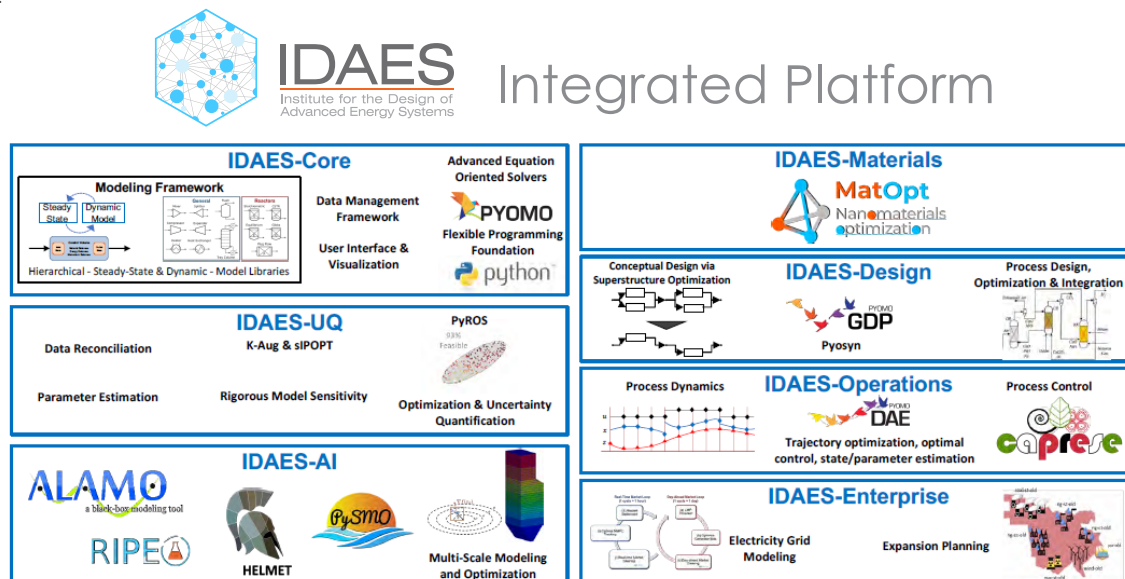 IDAES
Institute for the Design of
Advanced Energy Systems
Integrated Platform
IDAES-Core
Modeling Framework
Steady
State
Dynamic
Model
General
Reactors
Hierarchical - Steady-State & Dynamic - Model Libraries
Data Management
Framework
User Interface &
Visualization
Advanced Equation
Oriented Solvers
PYOMO
Flexible Programming
Foundation
python
IDAES-UQ
Data Reconciliation
K-Aug & sIPOPT
PyROS
93%
Feasible
Parameter Estimation
Rigorous Model Sensitivity
Optimization & Uncertainty
Quantification
IDAES-AI
ALAMO
a black-box modeling tool
RIPE
HELMET
PySMO
Multi-Scale Modeling
and Optimization
IDAES-Materials
MatOpt
Nanomaterials
optimization
IDAES-Design
Conceptual Design via
Superstructure Optimization
PYOMO
GDP
Pyosyn
Process Design,
Optimization & Integration
IDAES-Operations
Process Dynamics
PYOMO
DAE
Trajectory optimization, optimal
control, state/parameter estimation
Process Control
caprese
IDAES-Enterprise
Electricity Grid
Modeling
Expansion Planning